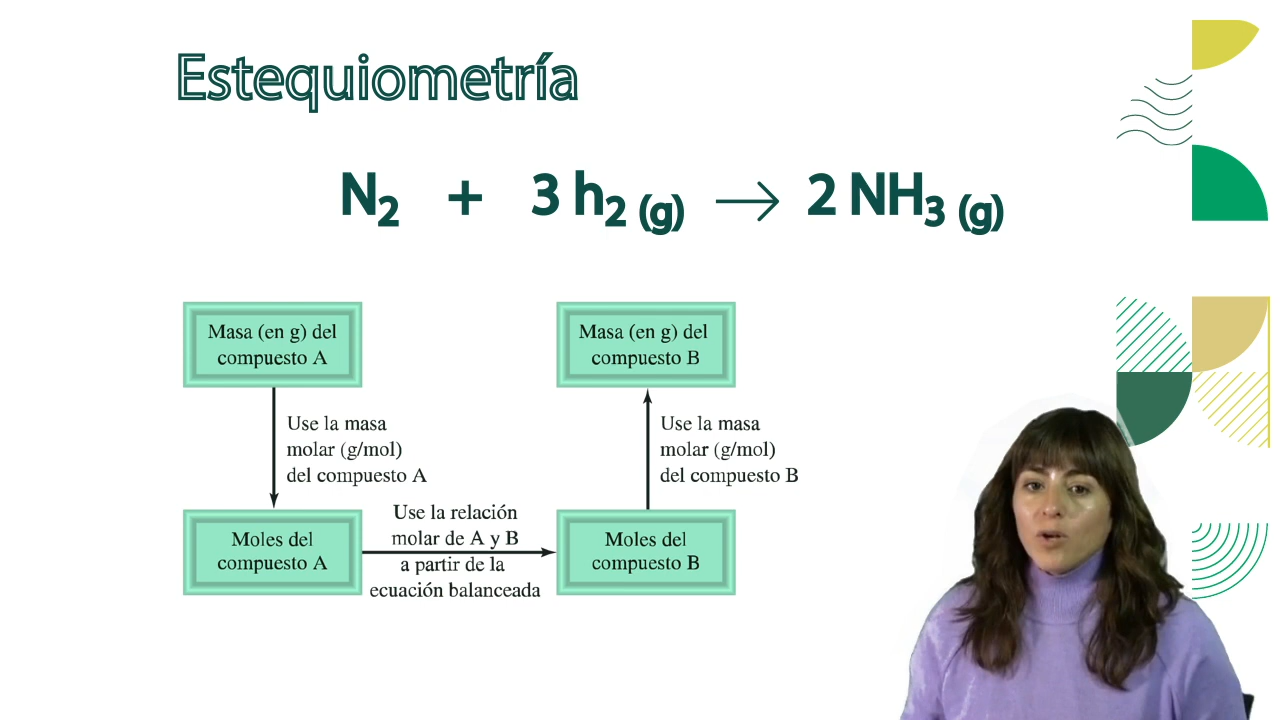 Estequiometría
N₂ + 3 h₂ (g) → 2 NH₃ (g)
Masa (en g) del
compuesto A
Masa (en g) del
compuesto B
Use la masa
molar (g/mol)
del compuesto A
Use la masa
molar (g/mol)
del compuesto B
Moles del
compuesto A
Use la relación
molar de A y B
a partir de la
ecuación balanceada
Moles del
compuesto B